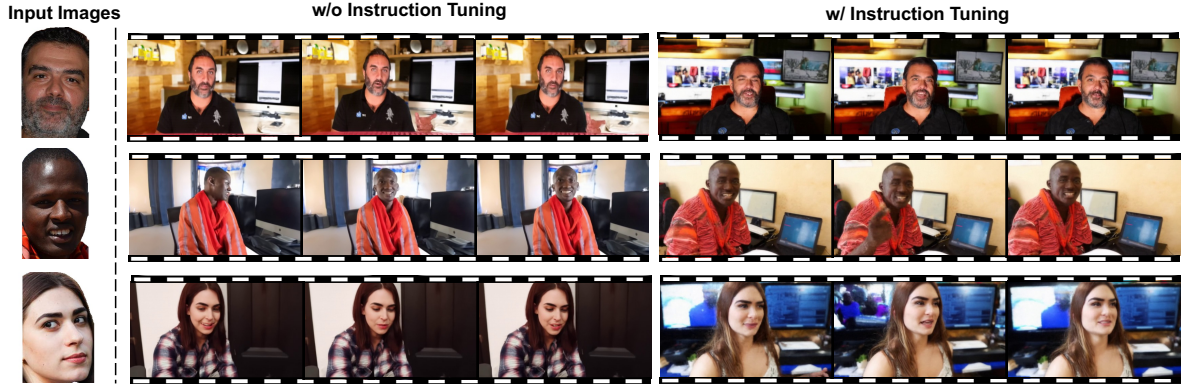 Input Images
w/o Instruction Tuning
w/ Instruction Tuning